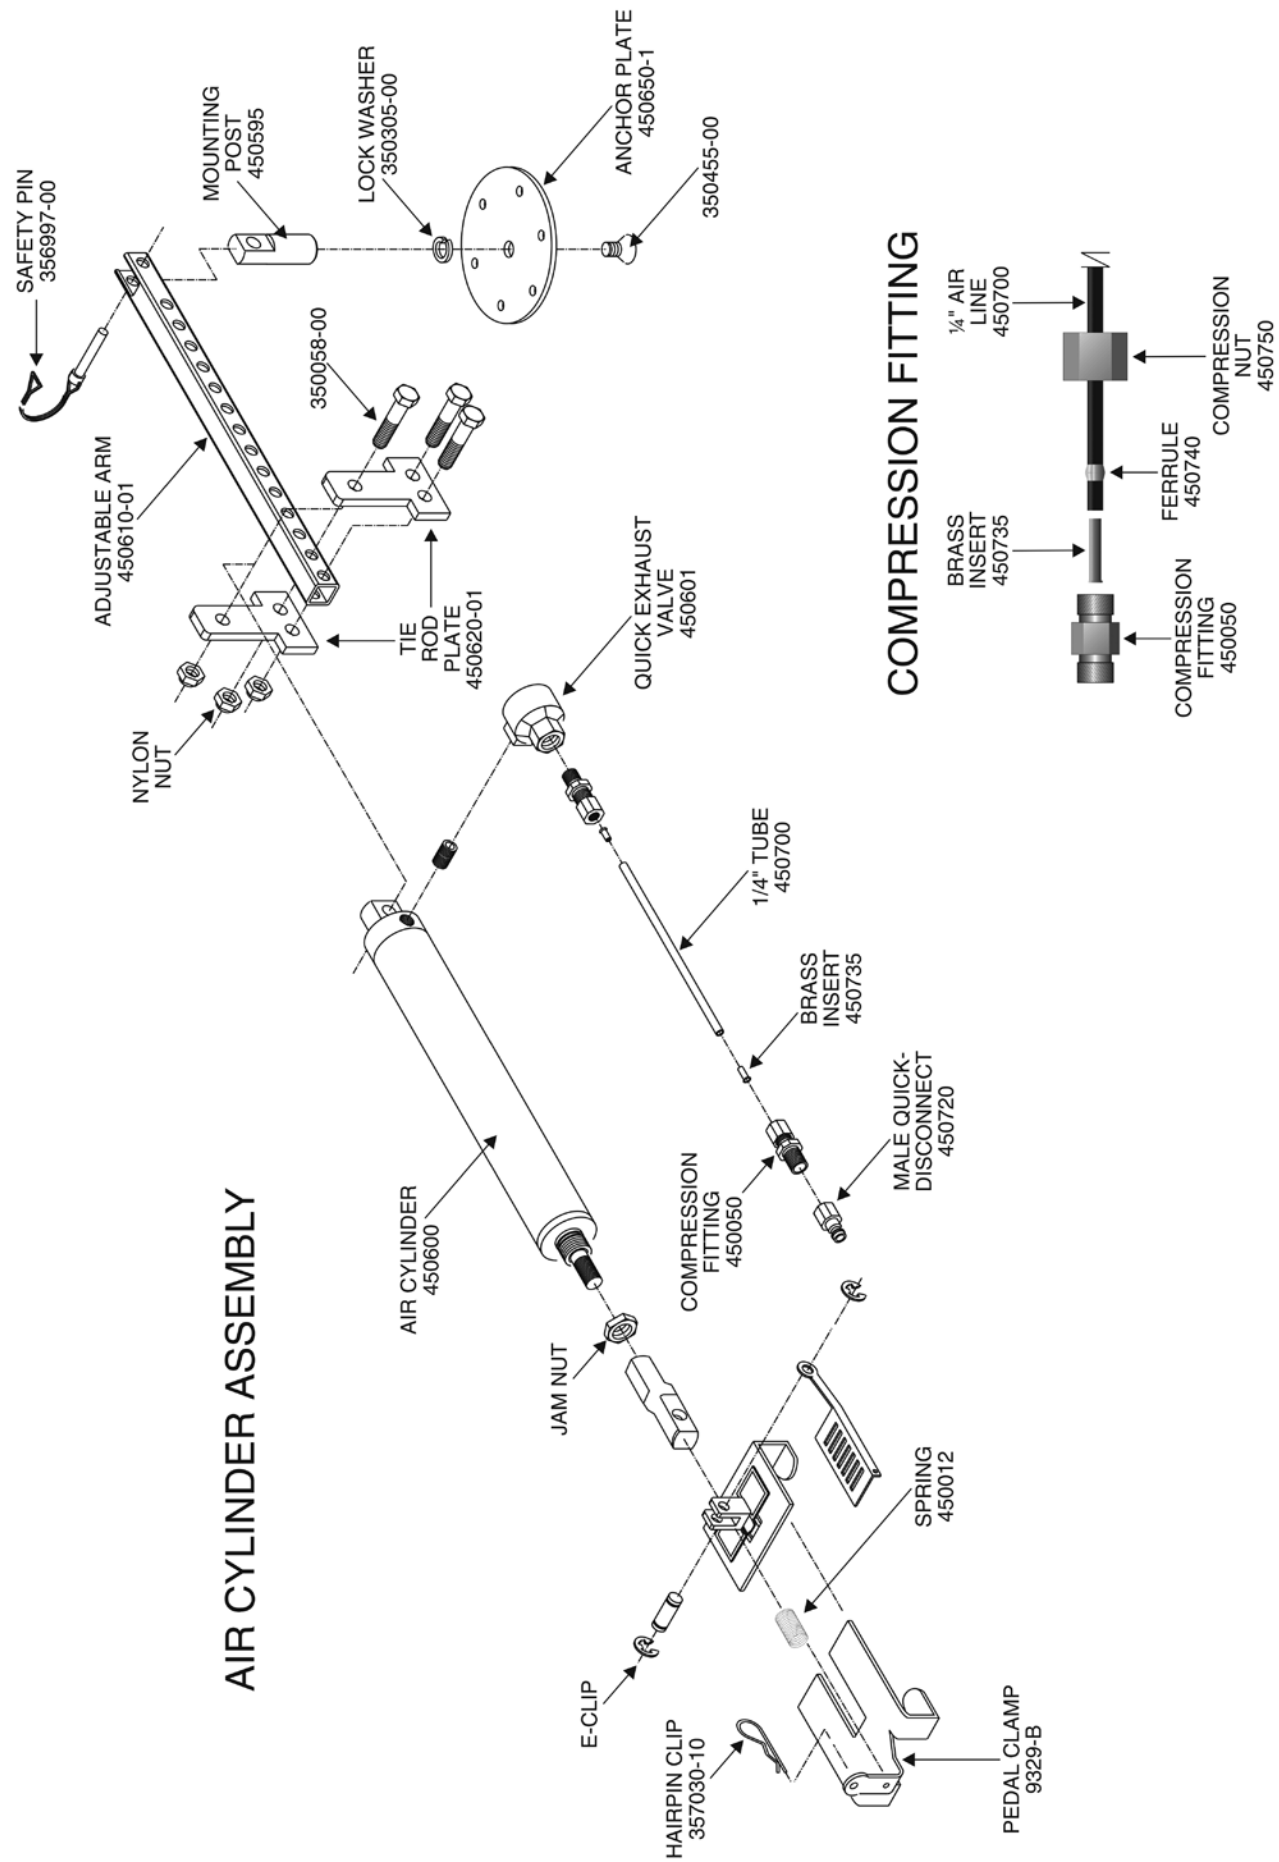 AIR CYLINDER ASSEMBLY
SAFETY PIN
356997-00
ADJUSTABLE ARM
450610-01
MOUNTING
POST
450595
LOCK WASHER
350305-00
ANCHOR PLATE
450650-1
350455-00
350058-00
NYLON
NUT
TIE
ROD
PLATE
450620-01
QUICK EXHAUST
VALVE
450601
AIR CYLINDER
450600
1/4" TUBE
450700
BRASS
INSERT
450735
MALE QUICK-
DISCONNECT
450720
COMPRESSION
FITTING
450050
JAM NUT
E-CLIP
HAIRPIN CLIP
357030-10
SPRING
450012
PEDAL CLAMP
9329-B
COMPRESSION FITTING
¼" AIR
LINE
450700
BRASS
INSERT
450735
COMPRESSION
FITTING
450050
FERRULE
450740
COMPRESSION
NUT
450750